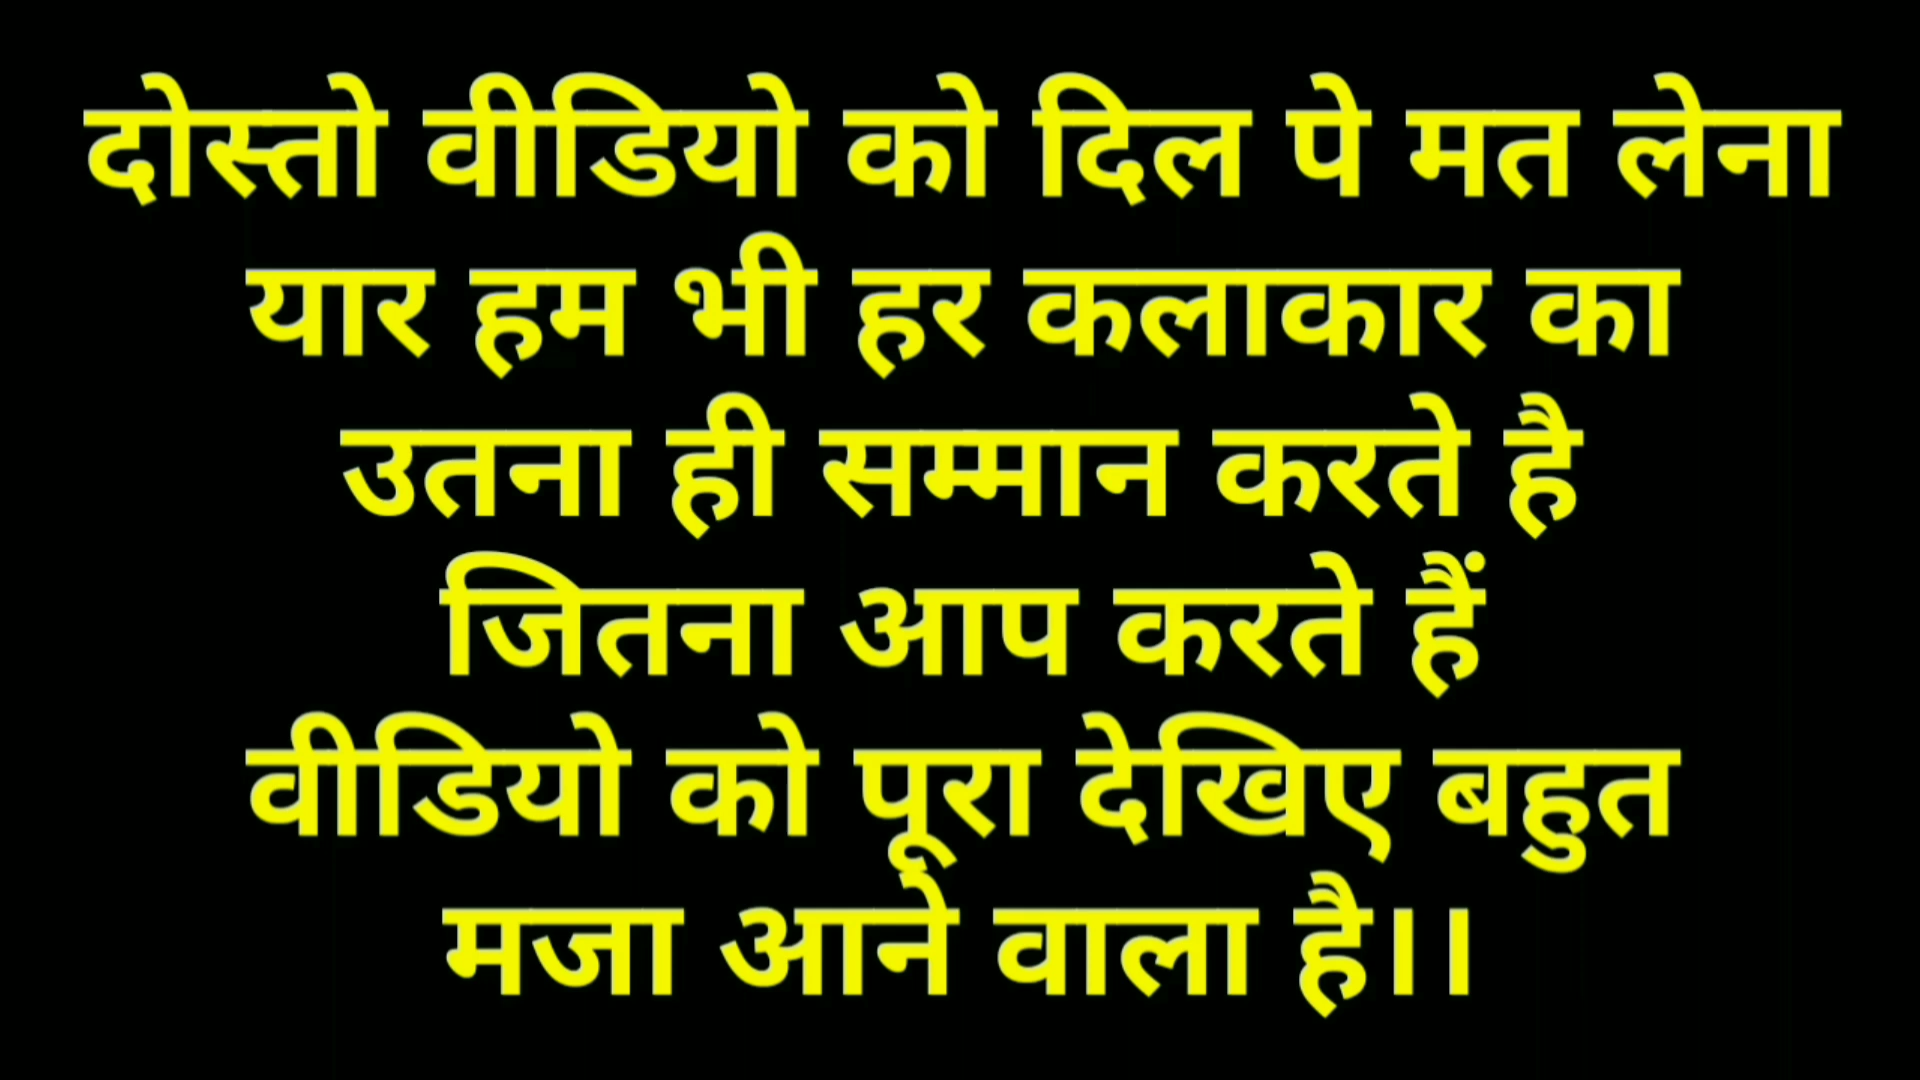 दोस्तो वीडियो को दिल पे मत लेना
यार हम भी हर कलाकार का
उतना ही सम्मान करते है
जितना आप करते हैं
वीडियो को पूरा देखिए बहुत
मजा आने वाला है।।